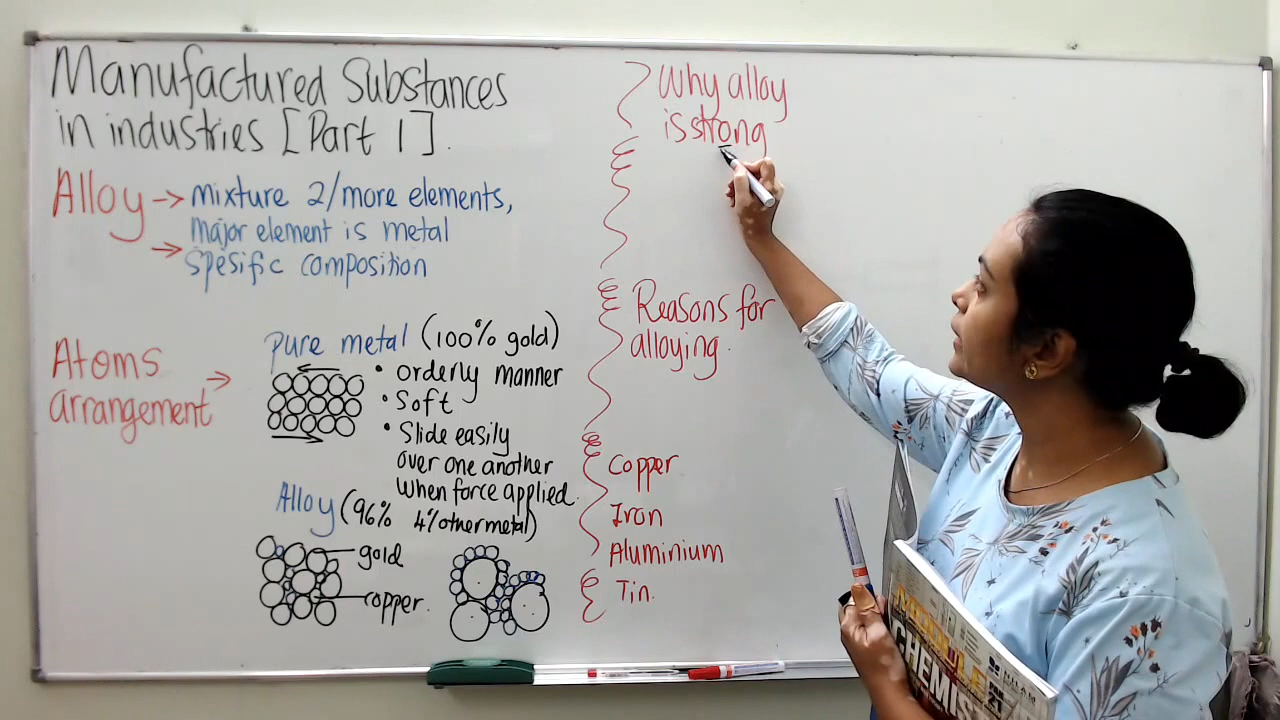 Manufactured Substances
in industries [Part 1].
Alloy → mixture 2/more elements,
major element is metal
→ spesific composition
Atoms
arrangement →
pure metal (100% gold)
• orderly manner
• Soft
• Slide easily
over one another
when force applied.
Alloy (96% 4% other metal)
gold
copper.
Why alloy
is strong
Reasons for
alloying.
Copper
Iron
Aluminium
Tin.
CHEMIS
NILAM